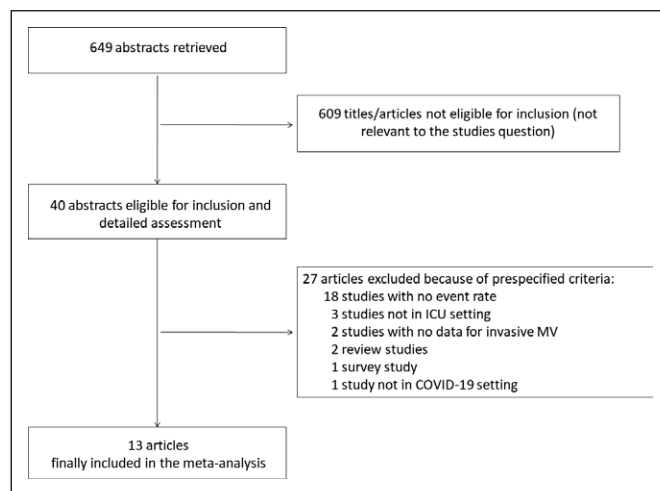 649 abstracts retrieved
609 titles/articles not eligible for inclusion (not
relevant to the studies question)
40 abstracts eligible for inclusion and
detailed assessment
27 articles excluded because of prespecified criteria:
18 studies with no event rate
3 studies not in ICU setting
2 studies with no data for invasive MV
2 review studies
1 survey study
1 study not in COVID-19 setting
13 articles
finally included in the meta-analysis